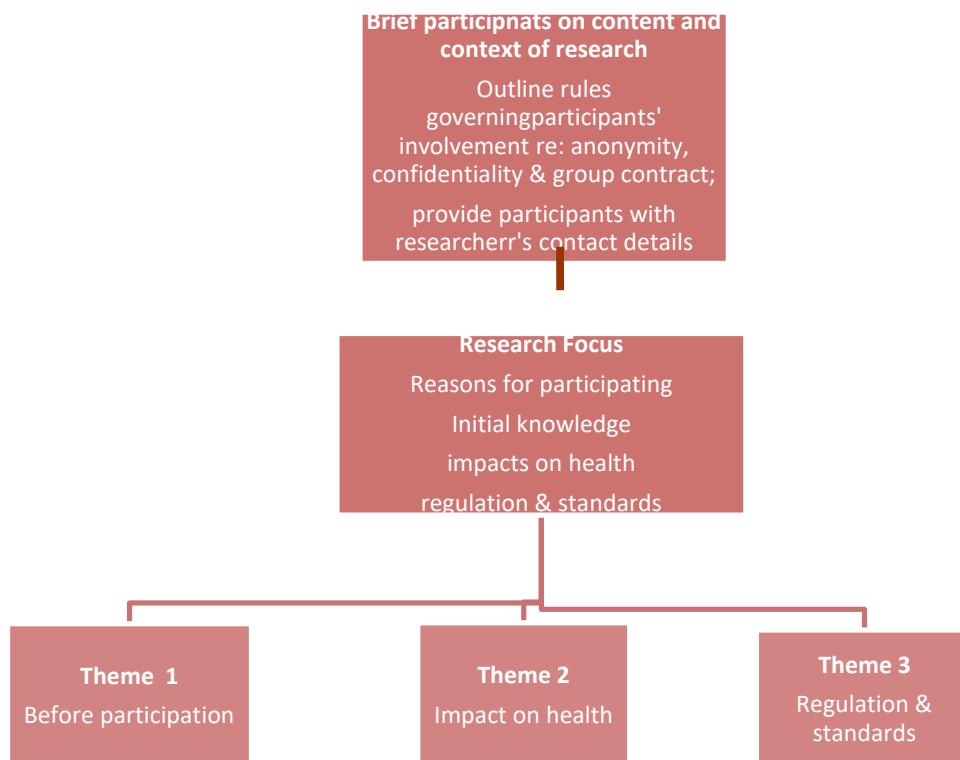 Brief participnats on content and
context of research
Outline rules
governingparticipants'
involvement re: anonymity,
confidentiality & group contract;
provide participants with
researcherr's contact details
Research Focus
Reasons for participating
Initial knowledge
impacts on health
regulation & standards
Theme 1
Before participation
Theme 2
Impact on health
Theme 3
Regulation &
standards